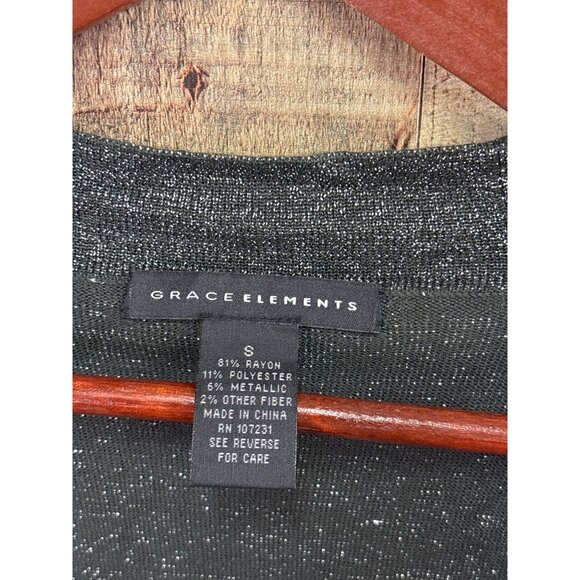 GRACE ELEMENTS
S
81% RAYON
11% POLYESTER
6% METALLIC
2% OTHER FIBER
MADE IN CHINA
RN 107231
SEE REVERSE
FOR CARE